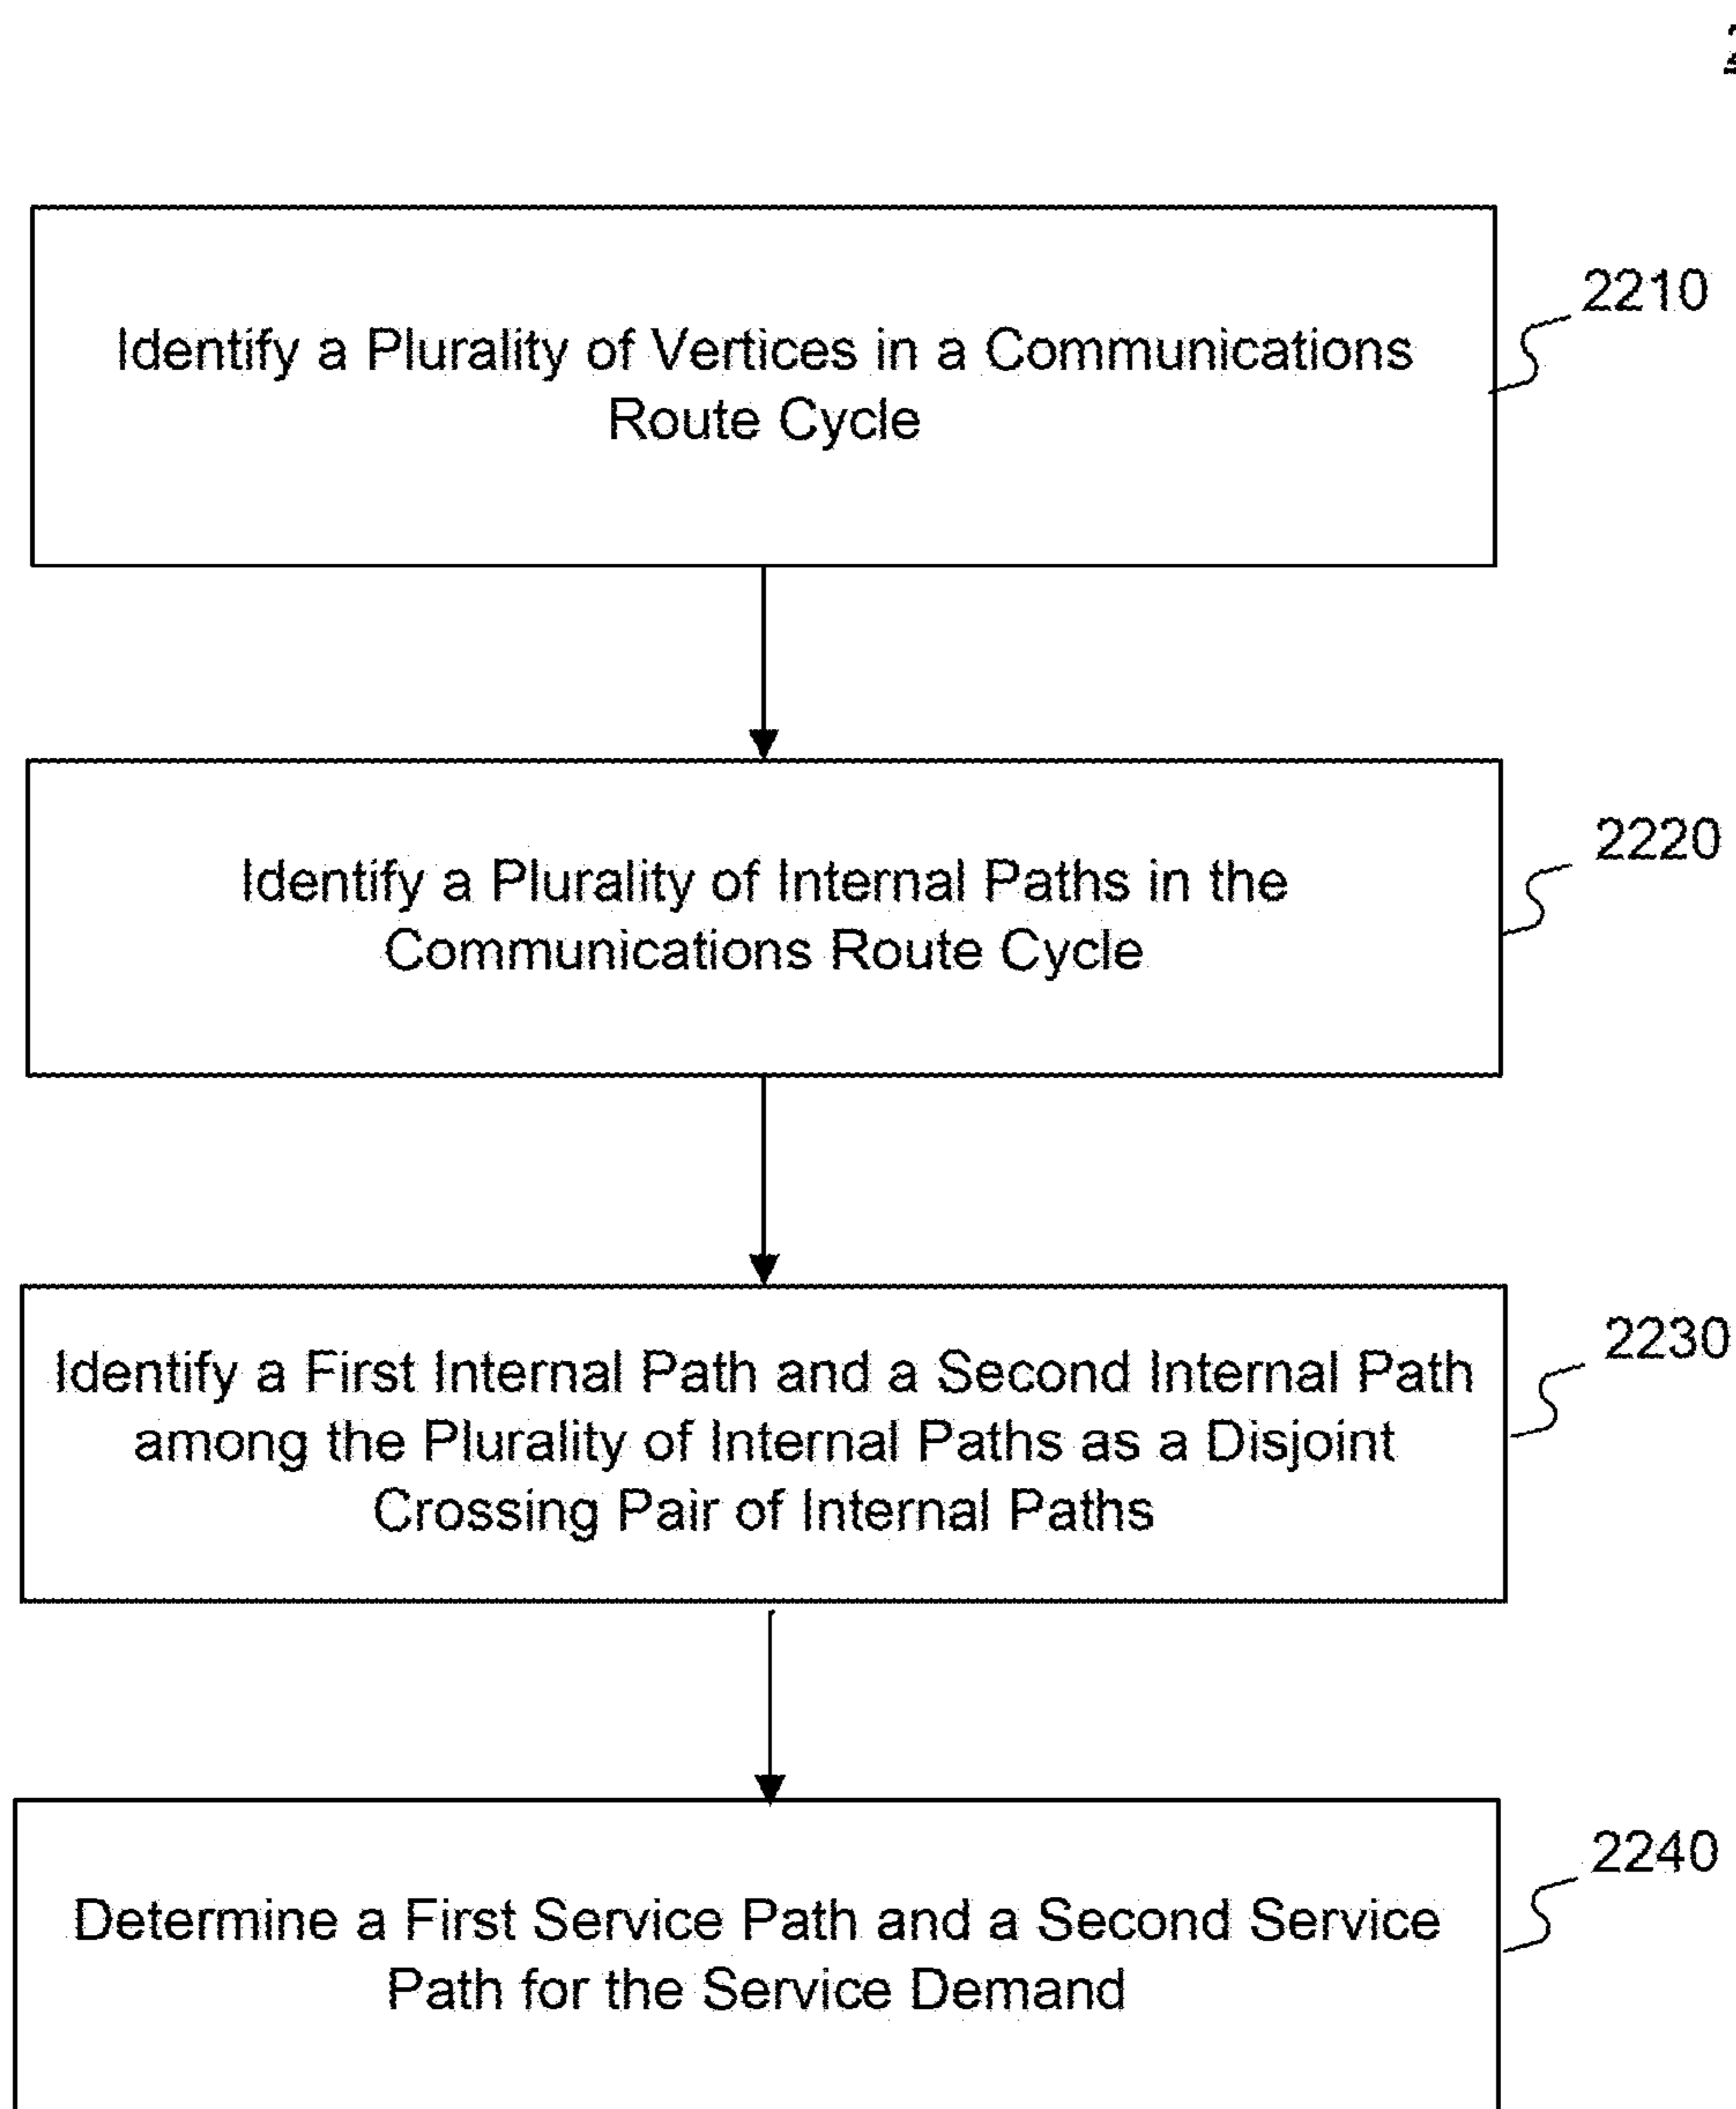 Identify a Plurality of Vertices in a Communications
Route Cycle
2210
Identify a Plurality of Internal Paths in the
Communications Route Cycle
2220
Identify a First Internal Path and a Second Internal Path
among the Plurality of Internal Paths as a Disjoint
Crossing Pair of Internal Paths
2230
Determine a First Service Path and a Second Service
Path for the Service Demand
2240